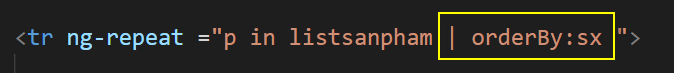 <tr ng-repeat ="p in listsanpham | orderBy:sx ">